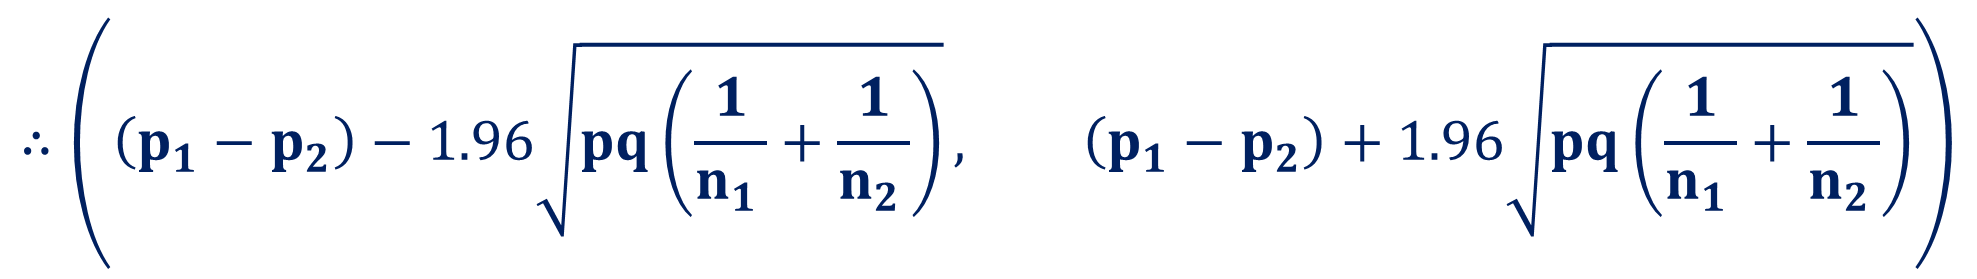 ∴ ((p₁ − p₂) − 1.96√(pq(1/n₁ + 1/n₂)), (p₁ − p₂) + 1.96√(pq(1/n₁ + 1/n₂)))